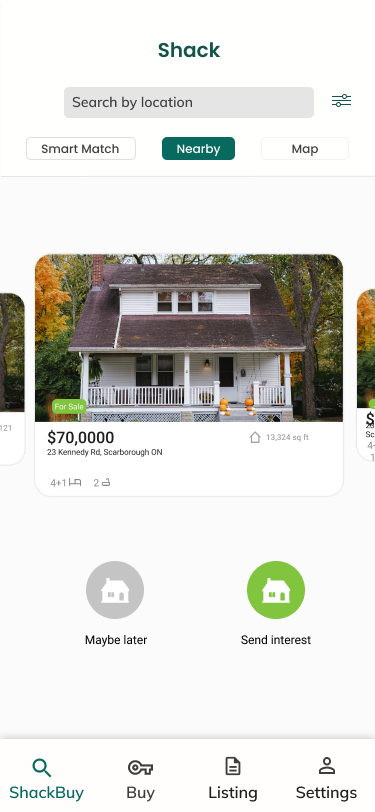 Shack
Search by location
Smart Match Nearby Map
For Sale
$70,0000
13,324 sq ft
23 Kennedy Rd, Scarborough ON
4+1 2
121
$
Sc
4+
1
Maybe later Send interest
ShackBuy Buy Listing Settings